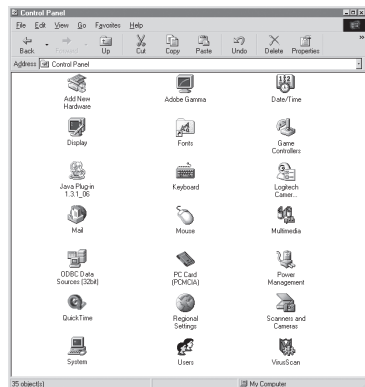 Control Panel
File Edit View Go Favorites Help
Back Forward Up Cut Copy Paste Undo Delete Properties
Address Control Panel
Add New Hardware
Adobe Gamma
Date/Time
Display
Fonts
Game Controllers
Java Plug-in 1.3.1_06
Keyboard
Logitech Camer...
Mail
Mouse
Multimedia
ODBC Data Sources (32bit)
PC Card (PCMCIA)
Power Management
QuickTime
Regional Settings
Scanners and Cameras
System
Users
VirusScan
35 object(s) My Computer